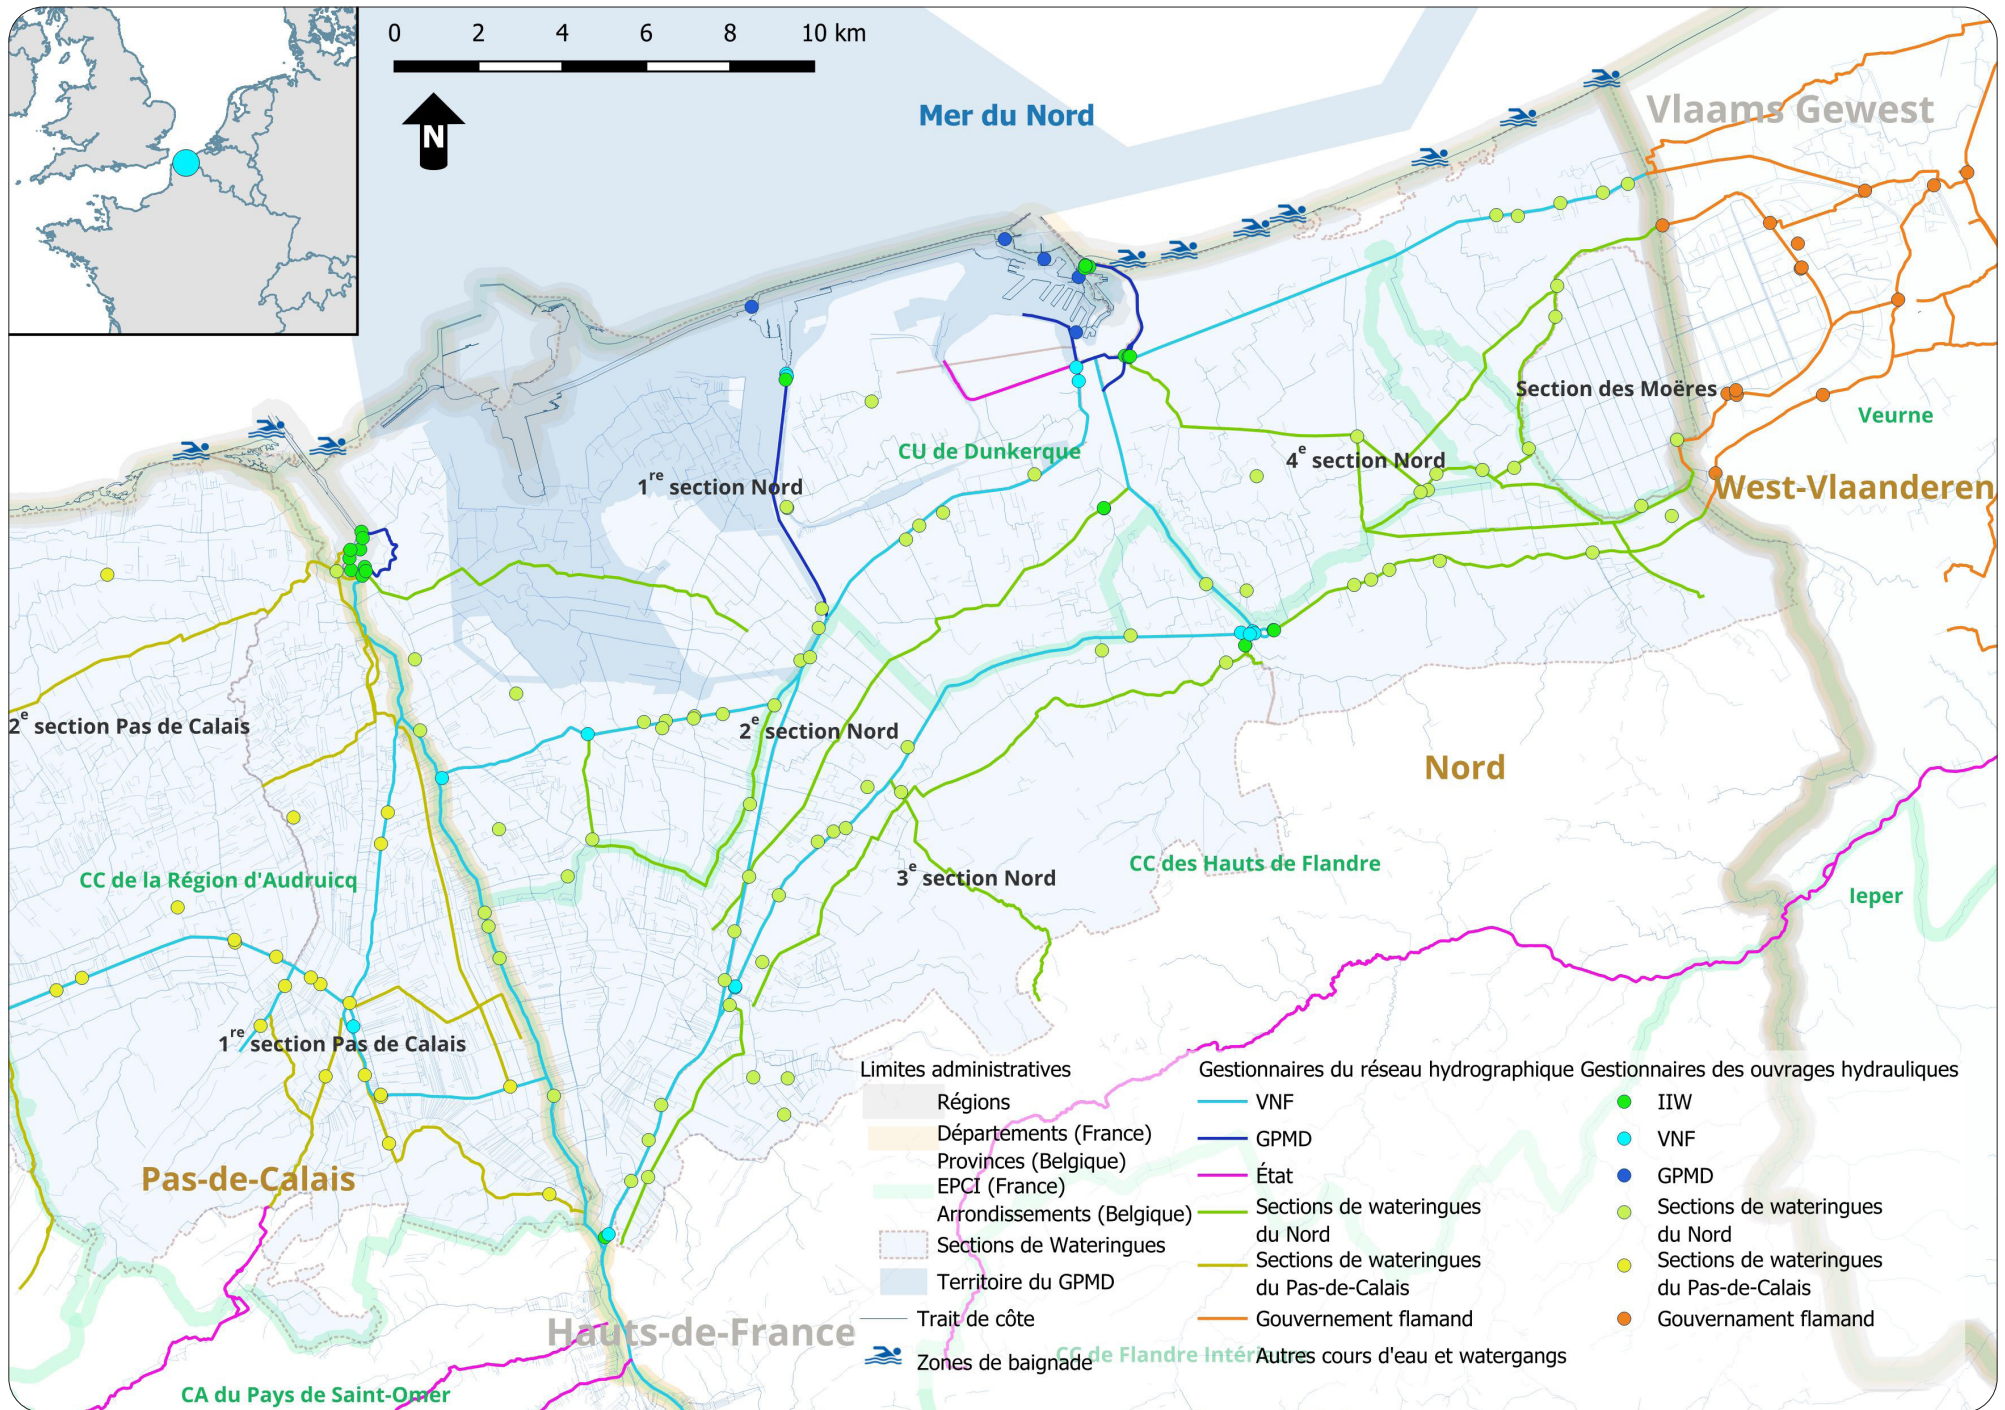 0 2 4 6 8 10 km
N
Mer du Nord
Vlaams Gewest
Section des Moëres
Veurne
CU de Dunkerque
4e section Nord
1re section Nord
West-Vlaanderen
2e section Pas de Calais
2e section Nord
Nord
CC de la Région d'Audruicq
3e section Nord
CC des Hauts de Flandre
Ieper
1re section Pas de Calais
Pas-de-Calais
Hauts-de-France
CA du Pays de Saint-Omer
CC de Flandre Intérieure
Limites administratives
Régions
Départements (France)
Provinces (Belgique)
EPCI (France)
Arrondissements (Belgique)
Sections de Wateringues
Territoire du GPMD
Trait de côte
Zones de baignade
Gestionnaires du réseau hydrographique
VNF
GPMD
État
Sections de wateringues
du Nord
Sections de wateringues
du Pas-de-Calais
Gouvernement flamand
Autres cours d'eau et watergangs
Gestionnaires des ouvrages hydrauliques
IIW
VNF
GPMD
Sections de wateringues
du Nord
Sections de wateringues
du Pas-de-Calais
Gouvernament flamand